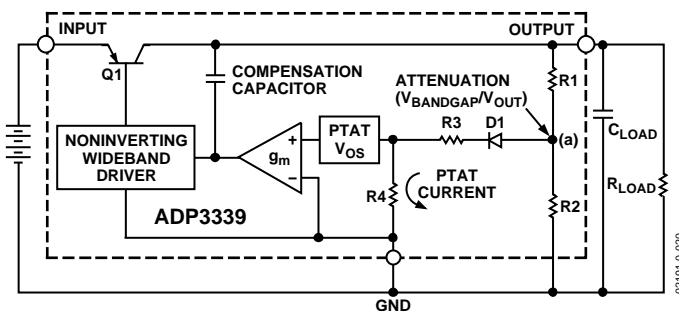 INPUT
OUTPUT
Q1
COMPENSATION
CAPACITOR
ATTENUATION
(VBANDGAP/VOUT)
R1
NONINVERTING
WIDEBAND
DRIVER
gm
+
−
PTAT
VOS
R3
D1
(a)
CLOAD
R4
PTAT
CURRENT
R2
RLOAD
ADP3339
GND